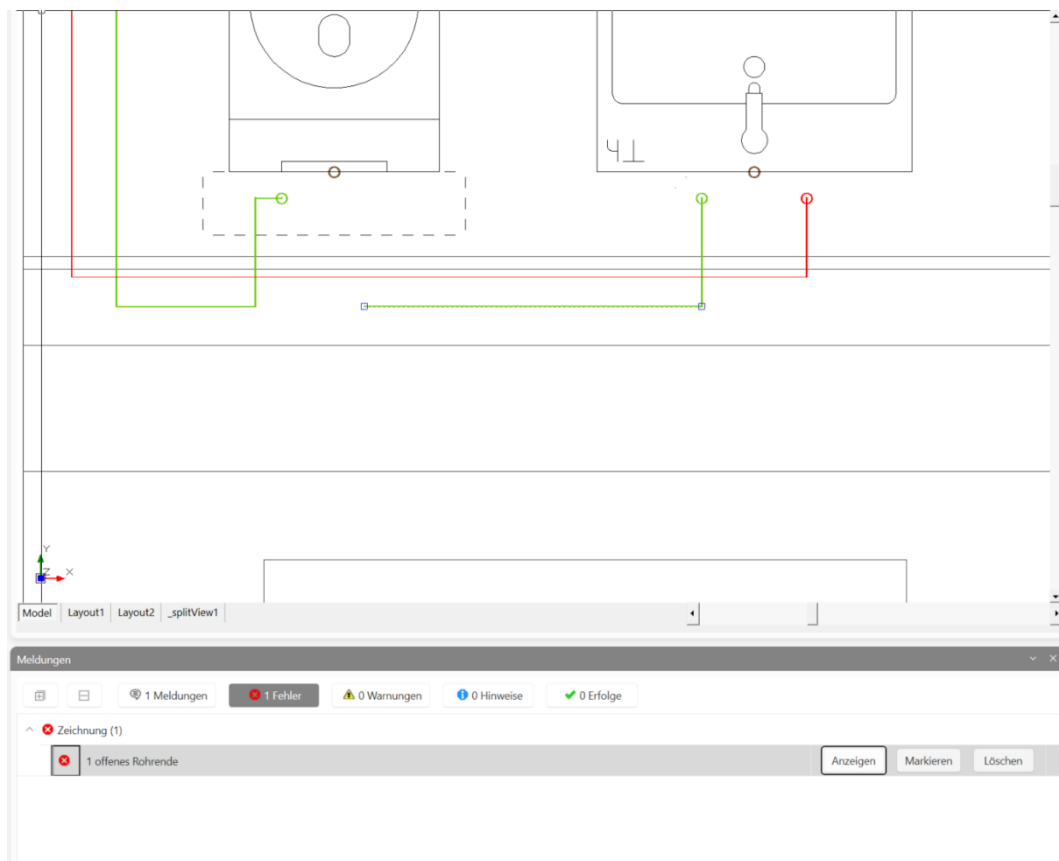 Y
Z X
Model Layout1 Layout2 _splitView1
Meldungen
1 Meldungen 1 Fehler 0 Warnungen 0 Hinweise 0 Erfolge
Zeichnung (1)
1 offenes Rohrende Anzeigen Markieren Löschen